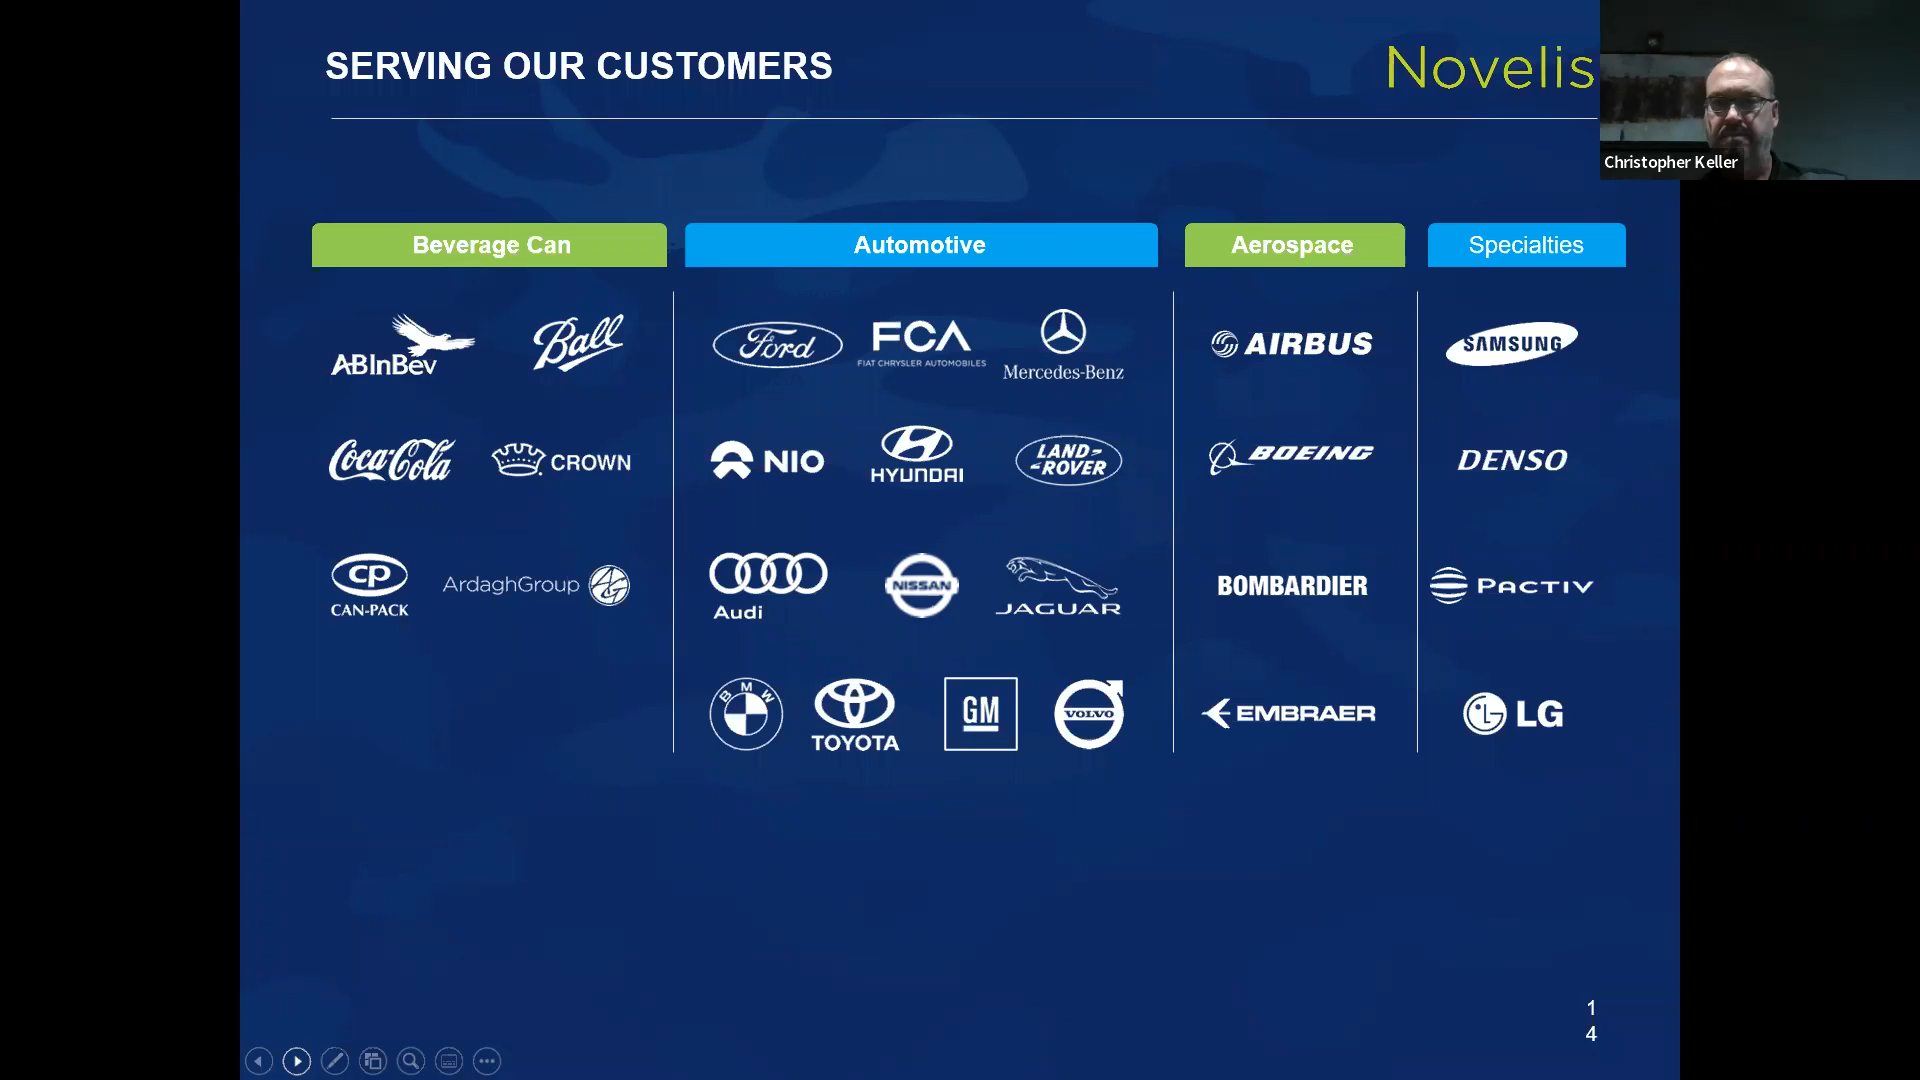 SERVING OUR CUSTOMERS
Novelis
Christopher Keller
Beverage Can
Automotive
Aerospace
Specialties
ABInBev
Ball
Ford
FCA
FIAT CHRYSLER AUTOMOBILES
Mercedes-Benz
AIRBUS
SAMSUNG
Coca-Cola
CROWN
NIO
HYUNDAI
LAND
ROVER
BOEING
DENSO
CP
CAN-PACK
ArdaghGroup
AG
Audi
NISSAN
JAGUAR
BOMBARDIER
PACTIV
BMW
TOYOTA
GM
VOLVO
EMBRAER
LG
LG
1
4